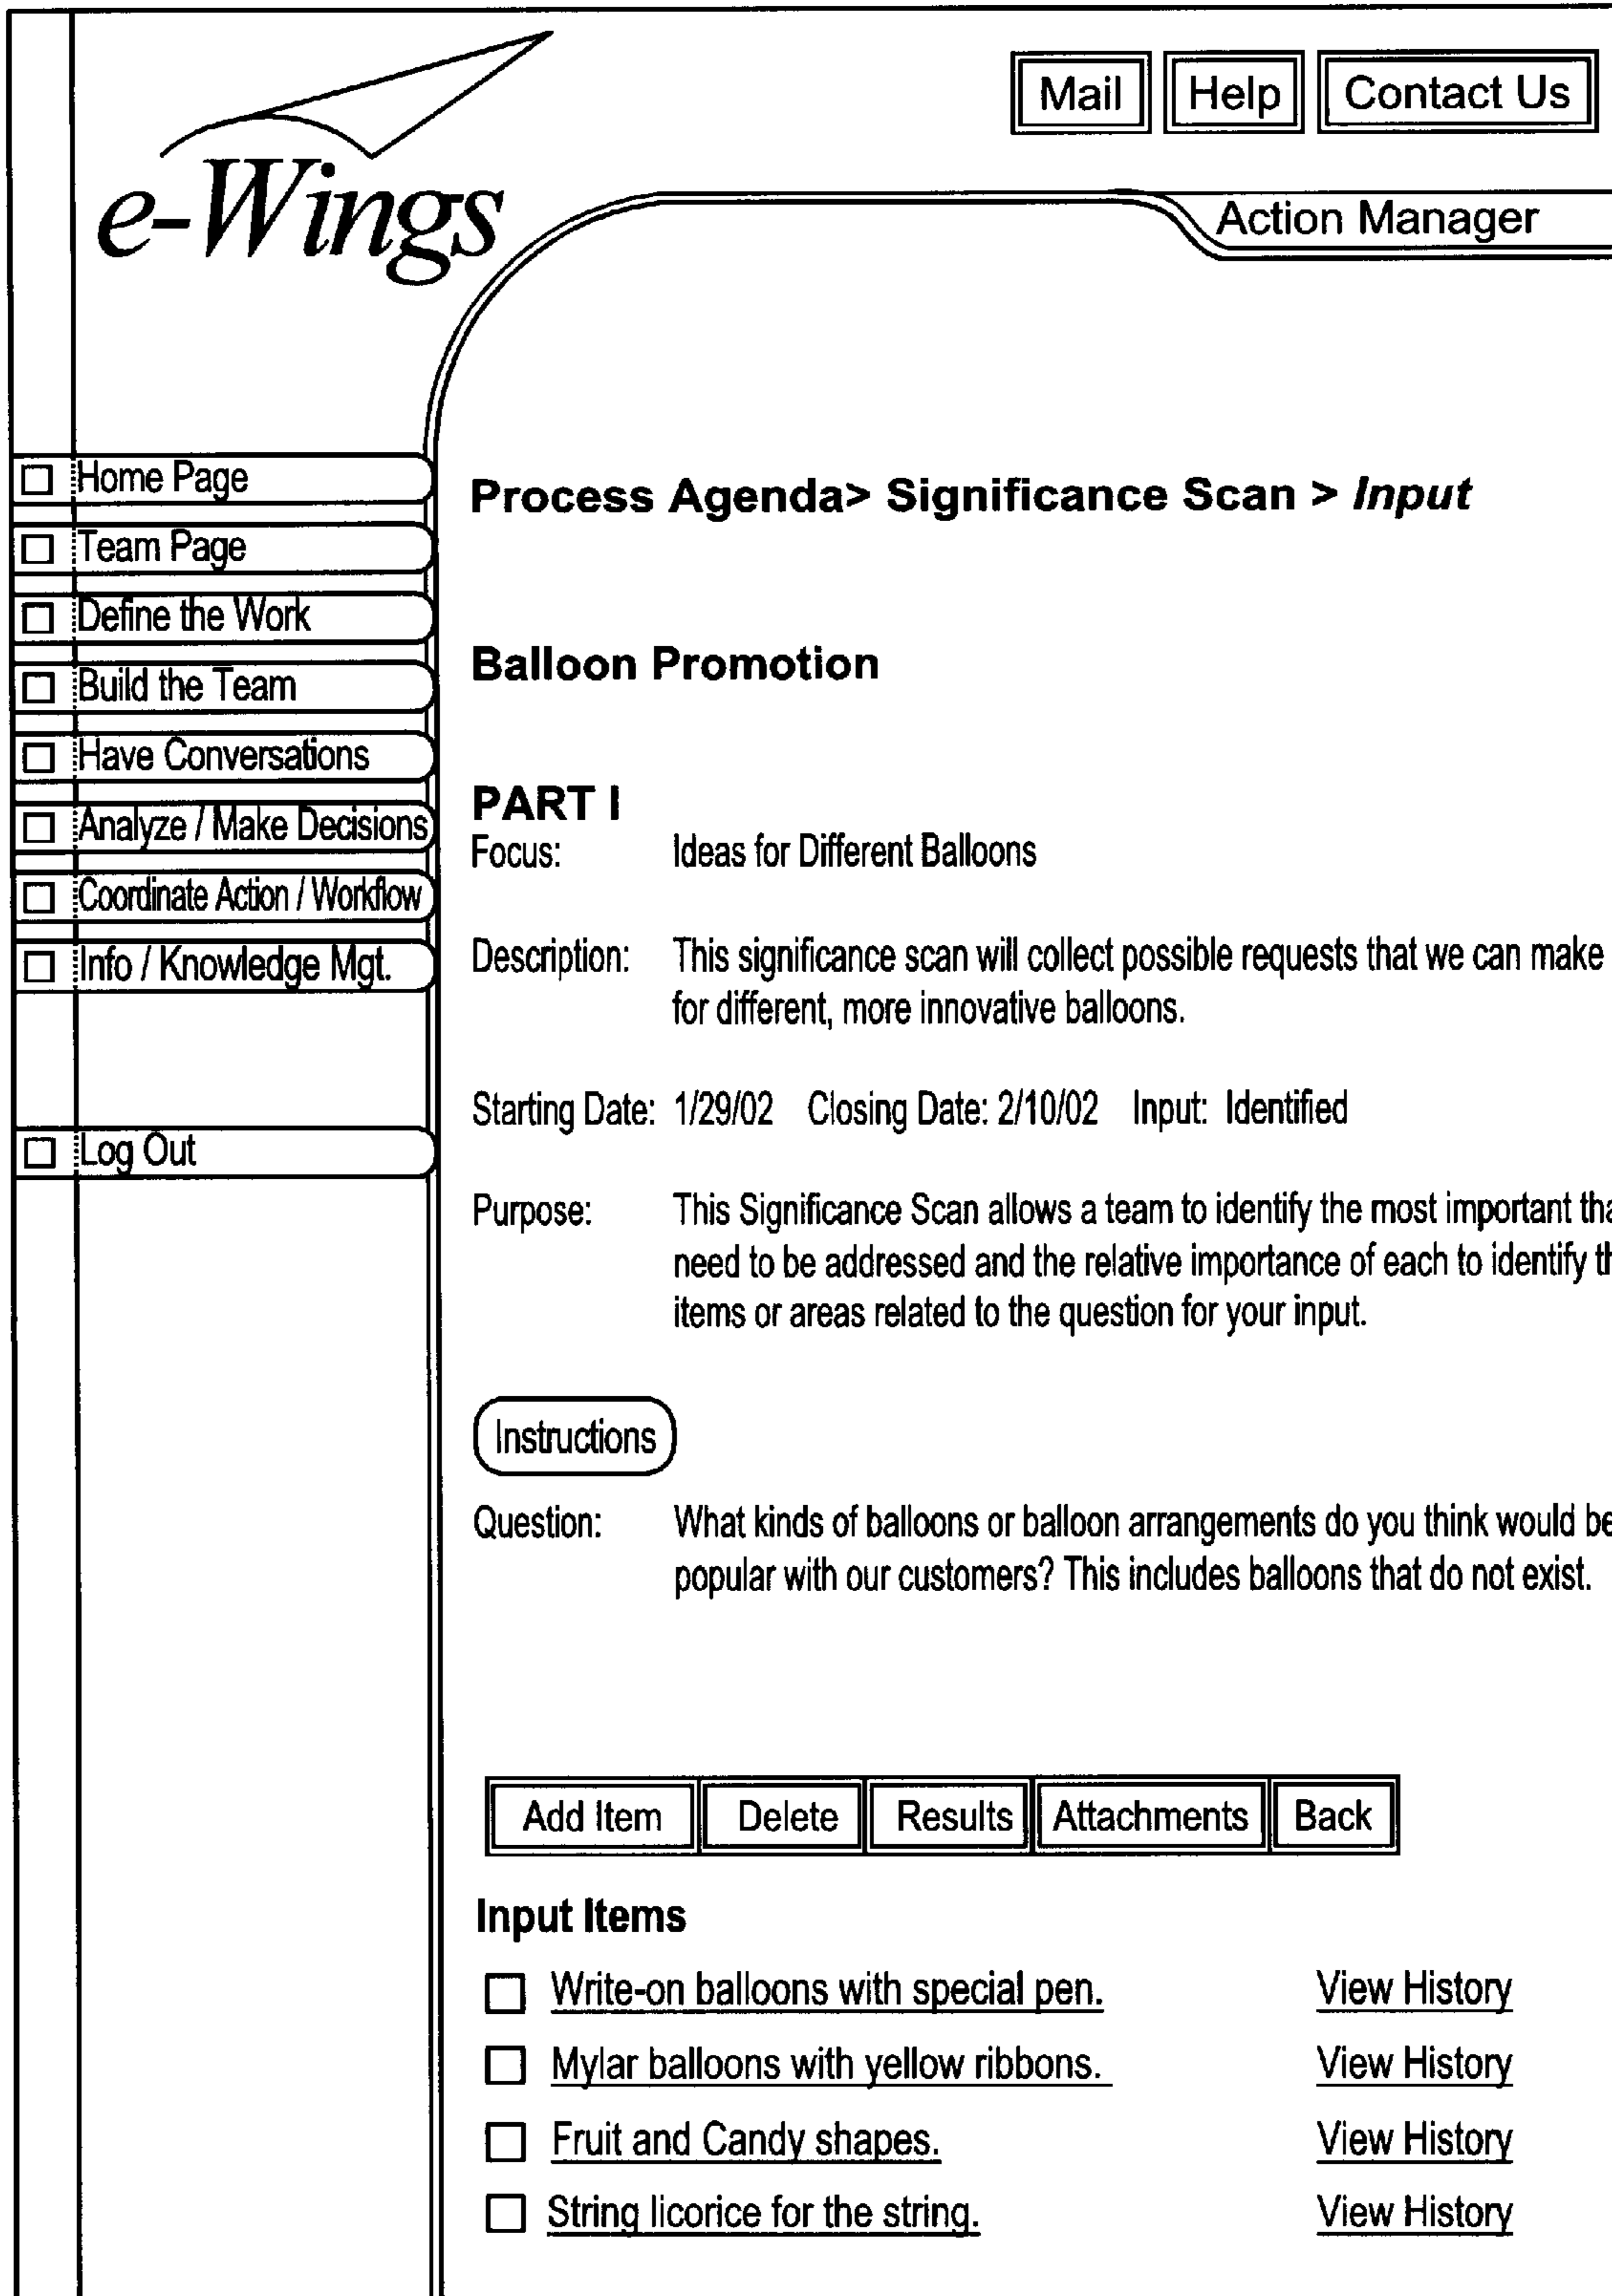 Mail Help Contact Us
e-Wings
Action Manager
Home Page
Team Page
Define the Work
Build the Team
Have Conversations
Analyze / Make Decisions
Coordinate Action / Workflow
Info / Knowledge Mgt.
Log Out
Process Agenda> Significance Scan > Input
Balloon Promotion
PART I
Focus: Ideas for Different Balloons
Description: This significance scan will collect possible requests that we can make
for different, more innovative balloons.
Starting Date: 1/29/02 Closing Date: 2/10/02 Input: Identified
Purpose: This Significance Scan allows a team to identify the most important
need to be addressed and the relative importance of each to identify
items or areas related to the question for your input.
Instructions
Question: What kinds of balloons or balloon arrangements do you think would be
popular with our customers? This includes balloons that do not exist.
Add Item Delete Results Attachments Back
Input Items
Write-on balloons with special pen. View History
Mylar balloons with yellow ribbons. View History
Fruit and Candy shapes. View History
String licorice for the string. View History